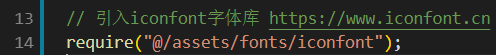 13 // 引入iconfont字体库 https://www.iconfont.cn
14 require("@/assets/fonts/iconfont");